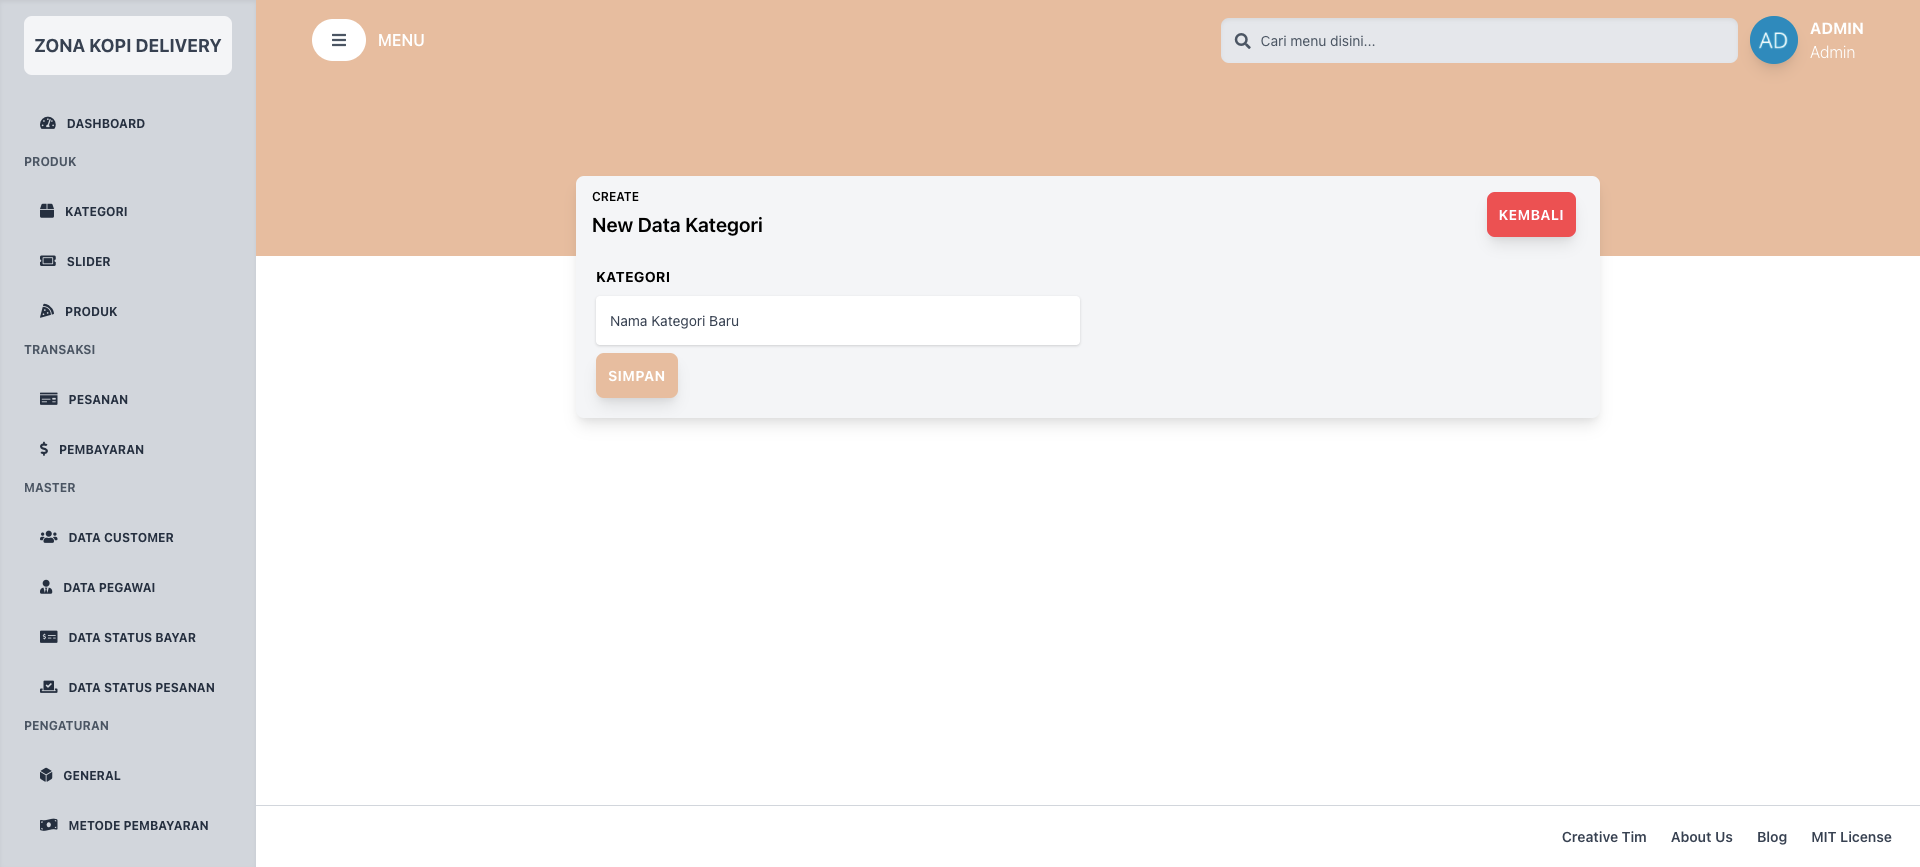 ZONA KOPI DELIVERY
DASHBOARD
PRODUK
KATEGORI
SLIDER
PRODUK
TRANSAKSI
PESANAN
PEMBAYARAN
MASTER
DATA CUSTOMER
DATA PEGAWAI
DATA STATUS BAYAR
DATA STATUS PESANAN
PENGATURAN
GENERAL
METODE PEMBAYARAN
MENU
Cari menu disini...
AD
ADMIN
Admin
CREATE
New Data Kategori
KEMBALI
KATEGORI
Nama Kategori Baru
SIMPAN
Creative Tim About Us Blog MIT License